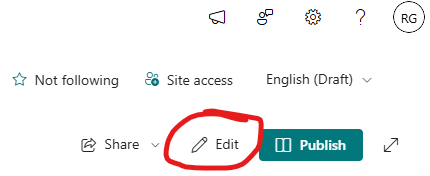 RG
Not following Site access English (Draft)
Share Edit Publish